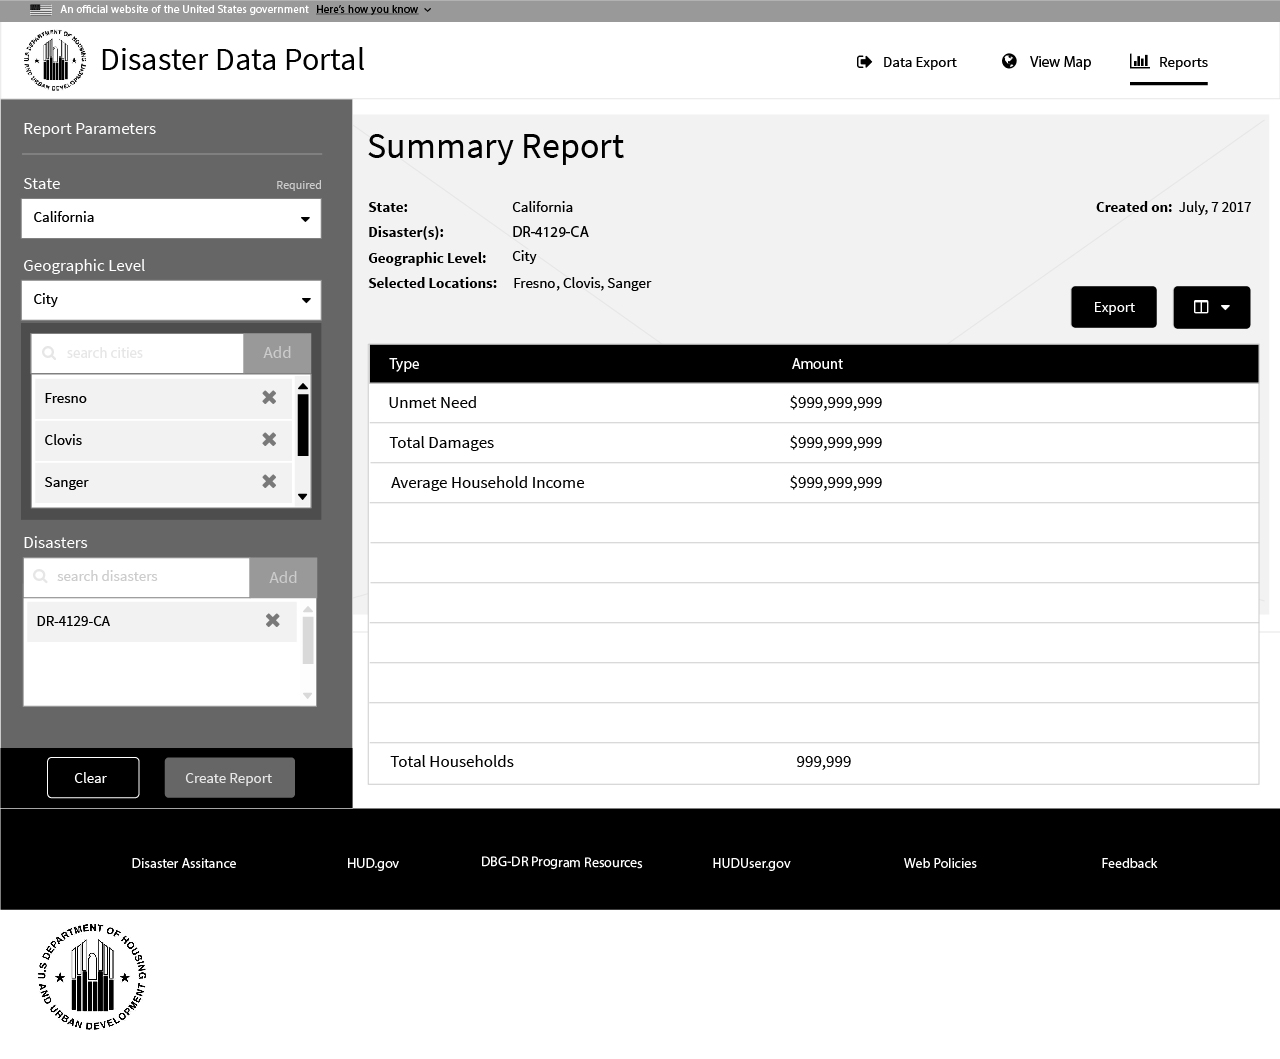 An official website of the United States government Here's how you know
U.S DEPARTMENT OF HOUSING AND URBAN DEVELOPMENT
Disaster Data Portal
Data Export
View Map
Reports
Report Parameters
State
Required
California
Geographic Level
City
search cities
Add
Fresno
Clovis
Sanger
Disasters
search disasters
Add
DR-4129-CA
Clear
Create Report
Summary Report
State: California
Created on: July, 7 2017
Disaster(s): DR-4129-CA
Geographic Level: City
Selected Locations: Fresno, Clovis, Sanger
Export
Type Amount
Unmet Need $999,999,999
Total Damages $999,999,999
Average Household Income $999,999,999
Total Households 999,999
Disaster Assitance
HUD.gov
DBG-DR Program Resources
HUDUser.gov
Web Policies
Feedback
U.S DEPARTMENT OF HOUSING AND URBAN DEVELOPMENT